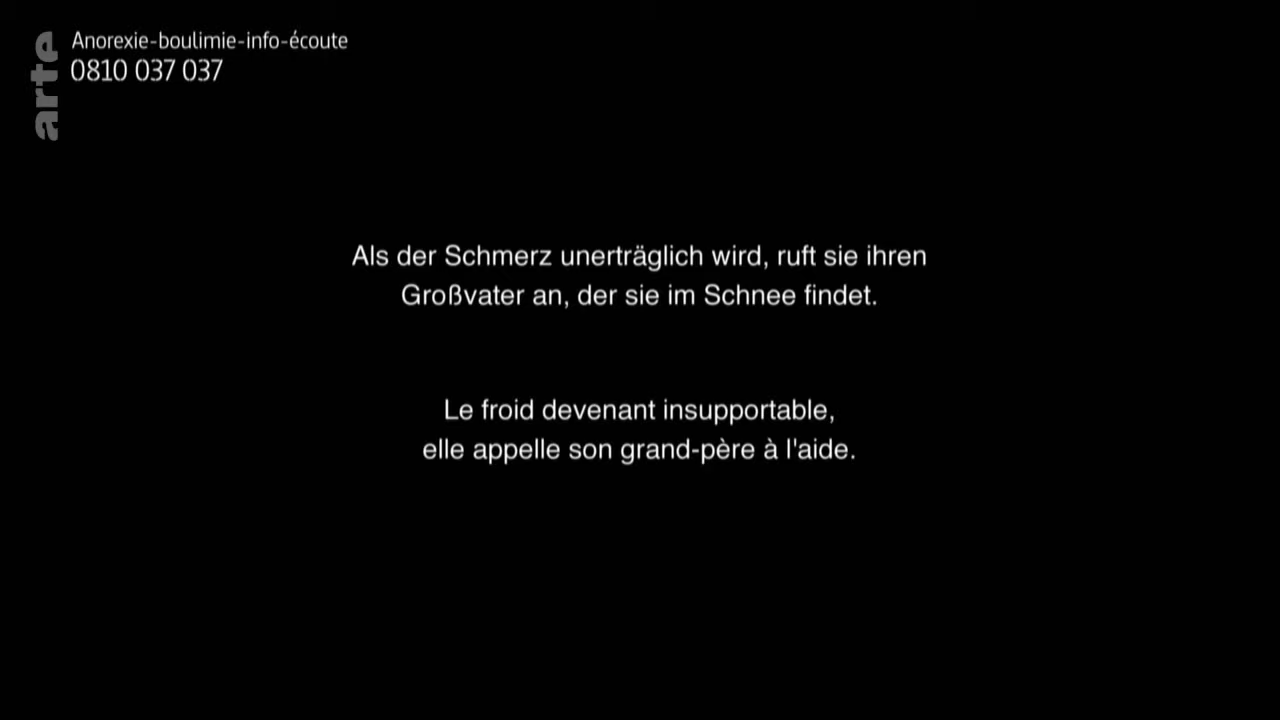 arte
Anorexie-boulimie-info-écoute
0810 037 037
Als der Schmerz unerträglich wird, ruft sie ihren
Großvater an, der sie im Schnee findet.
Le froid devenant insupportable,
elle appelle son grand-père à l'aide.